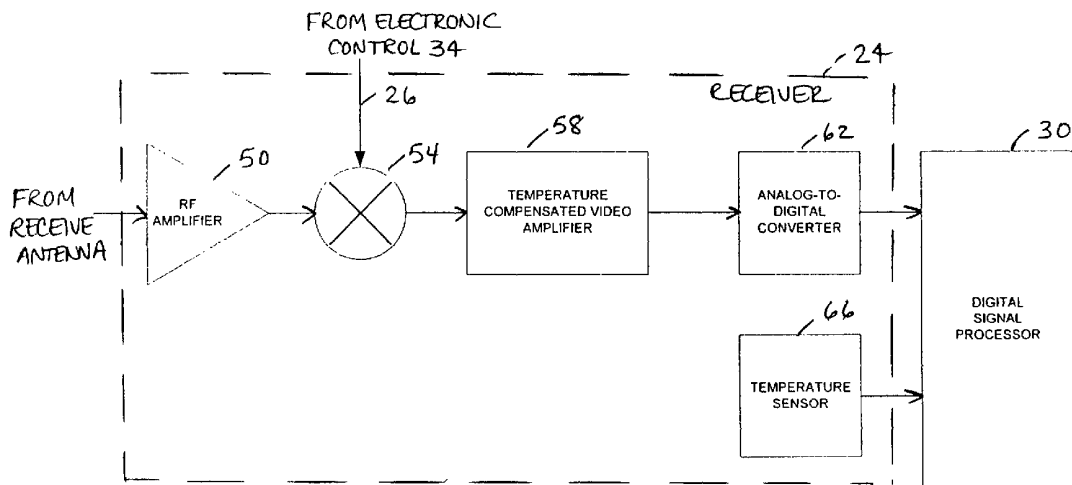 FROM ELECTRONIC
CONTROL 34
26
24
RECEIVER
50
54
58
62
30
FROM
RECEIVE
ANTENNA
RF
AMPLIFIER
TEMPERATURE
COMPENSATED VIDEO
AMPLIFIER
ANALOG-TO-
DIGITAL
CONVERTER
66
TEMPERATURE
SENSOR
DIGITAL
SIGNAL
PROCESSOR